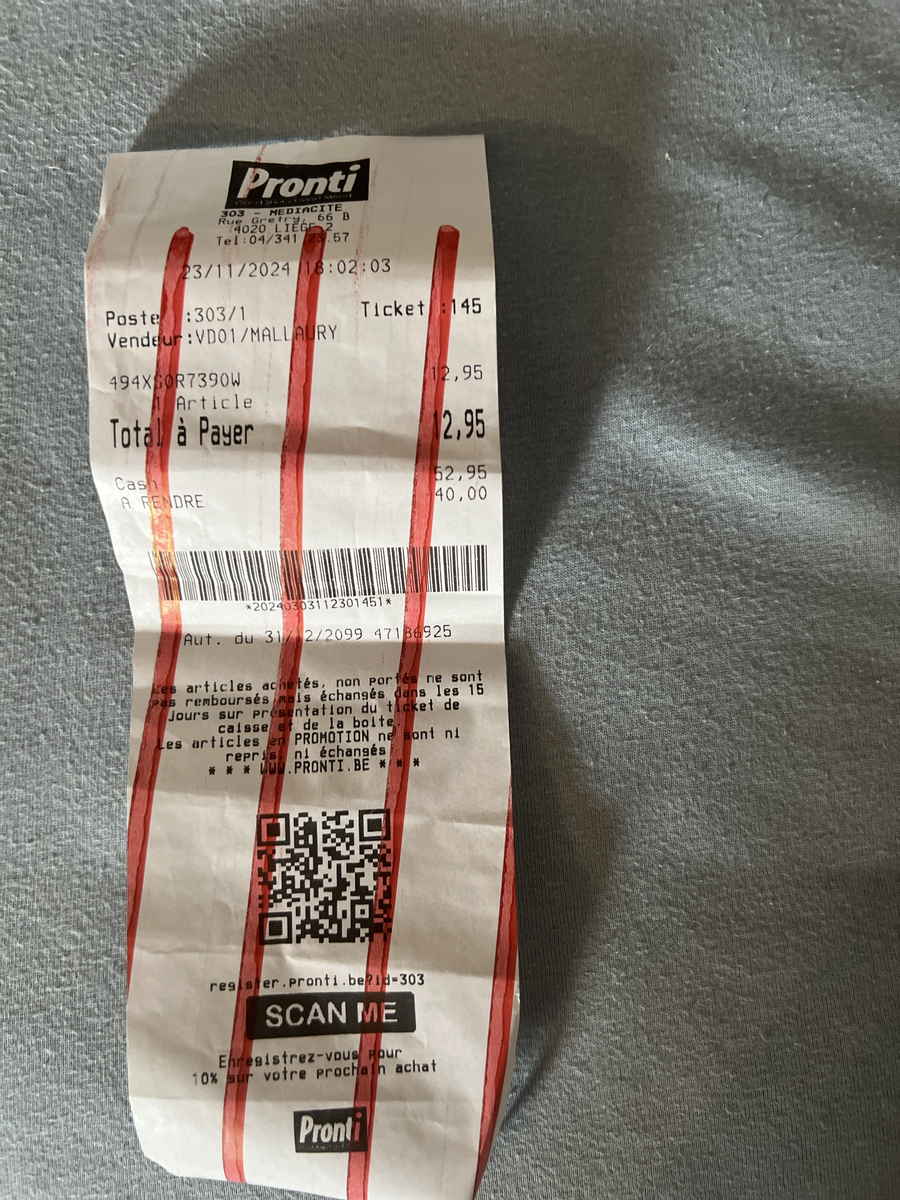 Pronti
303 - MEDIACITE
Rue Gretry, 66 B
4020 LIEGE 2
Tel:04/341 23.57
23/11/2024 18:02:03
Poste :303/1 Ticket :145
Vendeur:VD01/MALLAURY
494XSOR7390W 12,95
1 Article
Total à Payer 12,95
Cash 52,95
A RENDRE -40,00
*20240303112301451*
Aut. du 31/12/2099 47186925
Les articles achetés, non portés ne sont
pas remboursés mais échangés dans les 15
Jours sur présentation du ticket de
caisse et de la boite.
Les articles en PROMOTION ne sont ni
repris ni échangés
* * * WWW.PRONTI.BE * * *
register.pronti.be?id=303
SCAN ME
Enregistrez-vous pour
10% sur votre prochain achat
Pronti